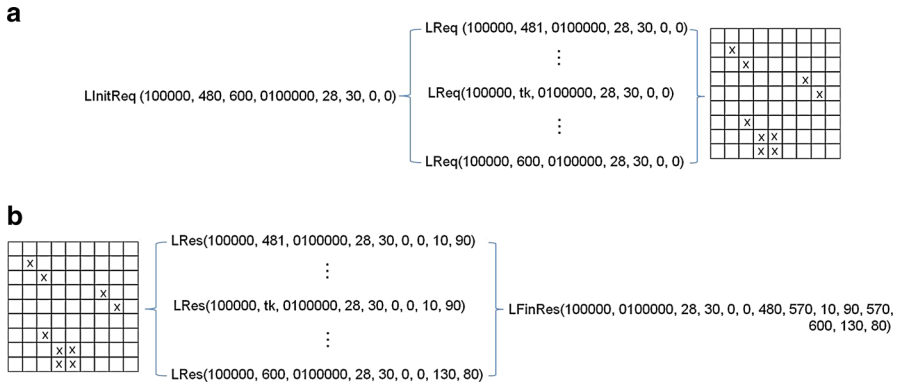 a
LReq (100000, 481, 0100000, 28, 30, 0, 0)
⋮
LInitReq (100000, 480, 600, 0100000, 28, 30, 0, 0)
LReq(100000, tk, 0100000, 28, 30, 0, 0)
⋮
LReq(100000, 600, 0100000, 28, 30, 0, 0)
x
x
x
x
x
x x
x x
b
x
x
x
x
x
x x
x x
LRes(100000, 481, 0100000, 28, 30, 0, 0, 10, 90)
⋮
LRes(100000, tk, 0100000, 28, 30, 0, 0, 10, 90)
⋮
LRes(100000, 600, 0100000, 28, 30, 0, 0, 130, 80)
LFinRes(100000, 0100000, 28, 30, 0, 0, 480, 570, 10, 90, 570,
600, 130, 80)